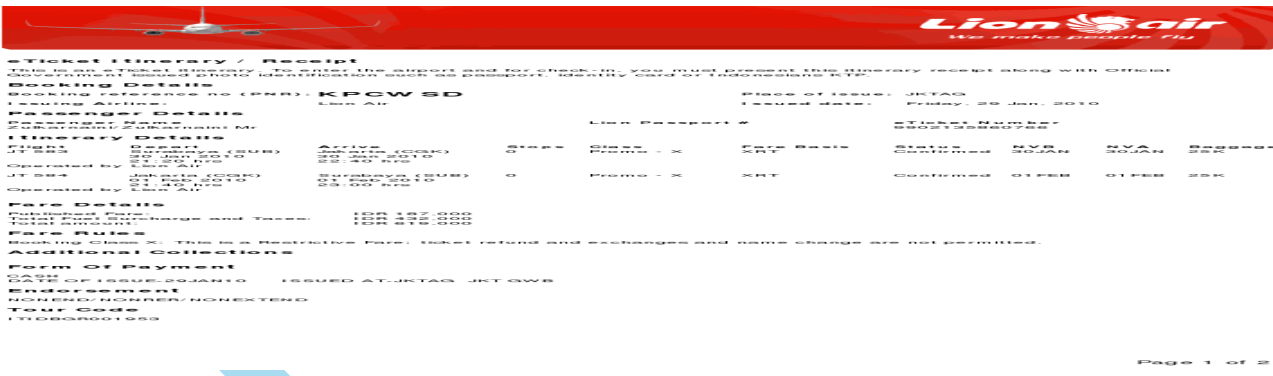 Lion air
We make people fly
eTicket Itinerary / Receipt
This is an eTicket itinerary. To enter the airport and for check-in, you must present this itinerary receipt along with Official
Government issued photo identification such as passport, identity card or Indonesians KTP.
Booking Details
Booking reference no (PNR): KPCWSD Place of issue: JKTAG
Issuing Airline: Lion Air Issued date: Friday, 29 Jan, 2010
Passenger Details
Passenger Name Lion Passport # eTicket Number
Zulkarnaini/Zulkarnaini Mr 9902135860766
Itinerary Details
Flight Depart Arrive Stops Class Fare Basis Status NVB NVA Baggage
JT 583 Surabaya (SUB) Jakarta (CGK) 0 Promo - X XRT Confirmed 30JAN 30JAN 25K
30 Jan 2010 30 Jan 2010
21:20 hrs 22:40 hrs
Operated by Lion Air
JT 584 Jakarta (CGK) Surabaya (SUB) 0 Promo - X XRT Confirmed 01FEB 01FEB 25K
01 Feb 2010 01 Feb 2010
21:40 hrs 23:00 hrs
Operated by Lion Air
Fare Details
Published Fare: IDR 187.000
Total Fuel Surcharge and Taxes: IDR 432.000
Total amount: IDR 619.000
Fare Rules
Booking Class X: This is a Restrictive Fare; ticket refund and exchanges and name change are not permitted.
Additional Collections
Form Of Payment
CASH
DATE OF ISSUE-29JAN10 ISSUED AT-JKTAG JKT GWB
Endorsement
NONEND/NONRER/NONEXTEND
Tour Code
ITIDBGR001953
Page 1 of 2